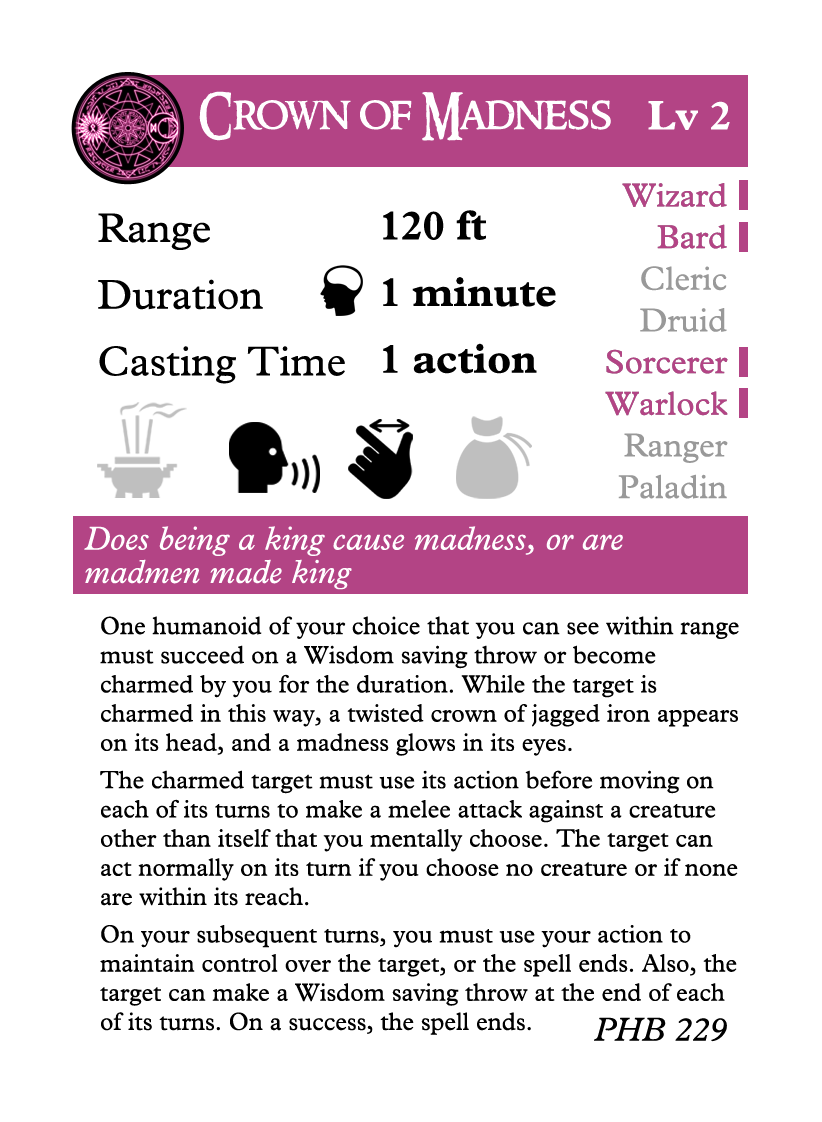 Crown of Madness Lv 2
Wizard
Bard
Cleric
Druid
Sorcerer
Warlock
Ranger
Paladin
Range 120 ft
Duration 1 minute
Casting Time 1 action
Does being a king cause madness, or are
madmen made king
One humanoid of your choice that you can see within range
must succeed on a Wisdom saving throw or become
charmed by you for the duration. While the target is
charmed in this way, a twisted crown of jagged iron appears
on its head, and a madness glows in its eyes.
The charmed target must use its action before moving on
each of its turns to make a melee attack against a creature
other than itself that you mentally choose. The target can
act normally on its turn if you choose no creature or if none
are within its reach.
On your subsequent turns, you must use your action to
maintain control over the target, or the spell ends. Also, the
target can make a Wisdom saving throw at the end of each
of its turns. On a success, the spell ends.
PHB 229